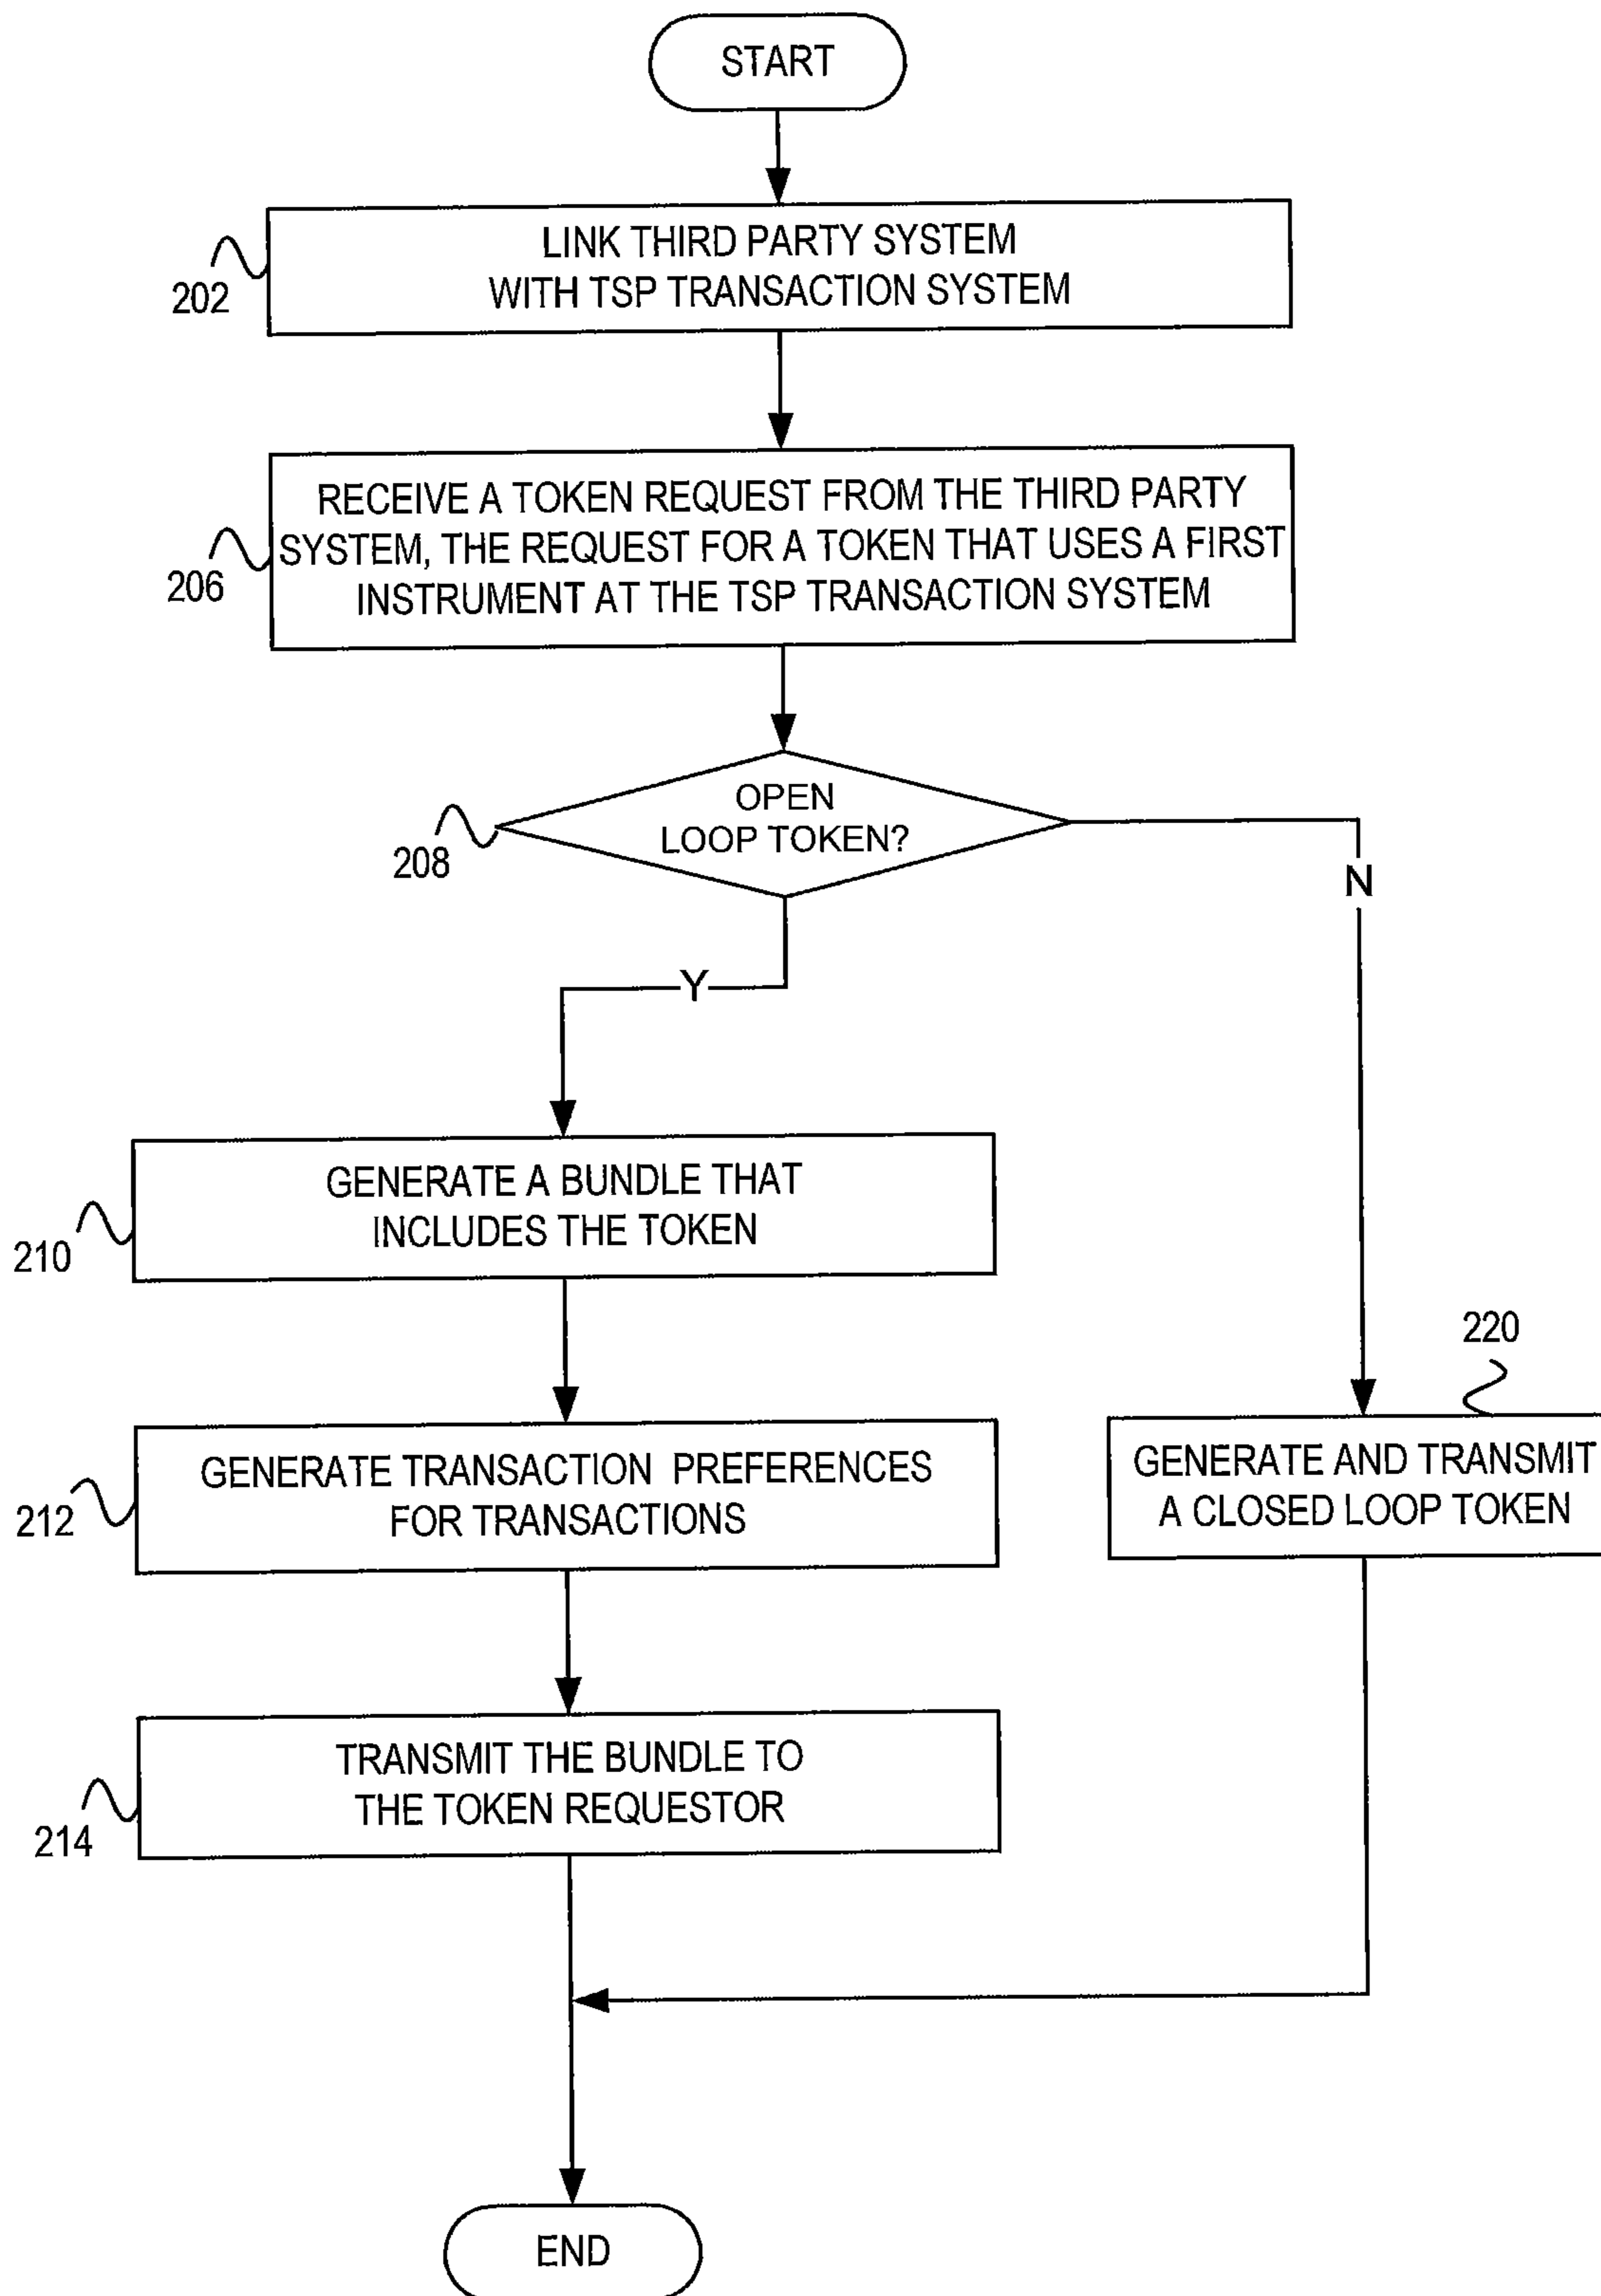 START
LINK THIRD PARTY SYSTEM
WITH TSP TRANSACTION SYSTEM
202
RECEIVE A TOKEN REQUEST FROM THE THIRD PARTY
SYSTEM, THE REQUEST FOR A TOKEN THAT USES A FIRST
INSTRUMENT AT THE TSP TRANSACTION SYSTEM
206
OPEN
LOOP TOKEN?
208
N
Y
GENERATE A BUNDLE THAT
INCLUDES THE TOKEN
210
220
GENERATE TRANSACTION PREFERENCES
FOR TRANSACTIONS
212
GENERATE AND TRANSMIT
A CLOSED LOOP TOKEN
TRANSMIT THE BUNDLE TO
THE TOKEN REQUESTOR
214
END